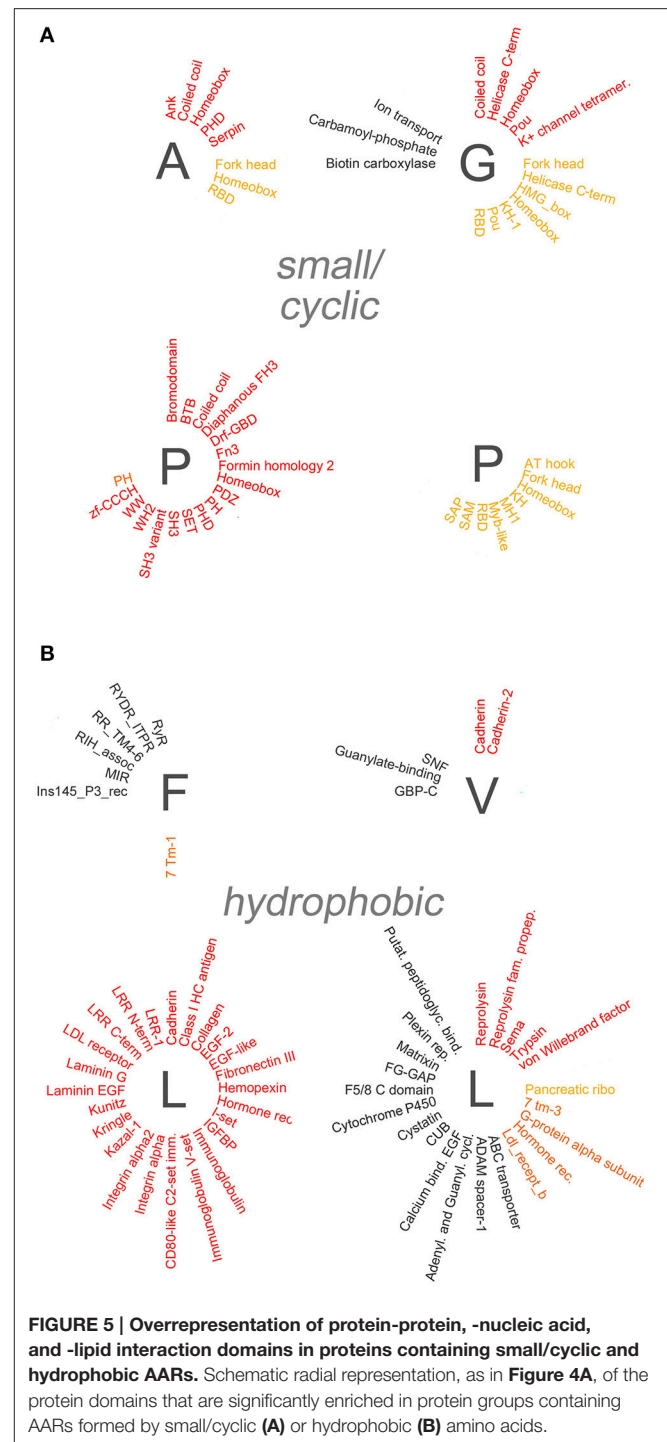 A
Ank
Coiled coil
Homeobox
PHD
Serpin
A
Fork head
Homeobox
RBD
Ion transport
Carbamoyl-phosphate
Biotin carboxylase
G
Coiled coil
Helicase C-term
Homeobox
Pou
K+ channel tetramer.
Fork head
Helicase C-term
HMG_box
Homeobox
KH-1
Pou
RBD
small/
cyclic
Bromodomain
BTB
Coiled coil
Diaphanous FH3
Drf-GBD
Fn3
Formin homology 2
Homeobox
PDZ
PH
PHD
SET
SH3
SH3 variant
WH2
WW
zf-CCCH
PH
P
P
AT hook
Fork head
Homeobox
KH
MH1
Myb-like
RBD
SAM
SAP
B
RyR
RYDR_ITPR
RR_TM4-6
RIH_assoc
MIR
Ins145_P3_rec
F
7 Tm-1
Cadherin
Cadherin-2
SNF
Guanylate-binding
GBP-C
V
hydrophobic
Cadherin
Class I HC antigen
Collagen
EGF-2
EGF-like
Fibronectin III
Hemopexin
Hormone rec
I-set
IGFBP
Immunoglobulin
Immunoglobulin V-set
CD80-like C2-set imm.
Integrin alpha
Integrin alpha2
Kazal-1
Kringle
Kunitz
Laminin EGF
Laminin G
LDL receptor
LRR C-term
LRR N-term
LRR-1
L
Reprolysin
Reprolysin fam. propep.
Sema
Trypsin
von Willebrand factor
Pancreatic ribo
7 tm-3
G-protein alpha subunit
Hormone rec.
Ldl_recept_b
ABC transporter
ADAM spacer-1
Adenyl. and Guanyl. cycl.
Calcium bind. EGF
CUB
Cystatin
Cytochrome P450
F5/8 C domain
FG-GAP
Matrixin
Plexin rep.
Putat. peptidoglyc. bind.
L
FIGURE 5 | Overrepresentation of protein-protein, -nucleic acid,
and -lipid interaction domains in proteins containing small/cyclic and
hydrophobic AARs. Schematic radial representation, as in Figure 4A, of the
protein domains that are significantly enriched in protein groups containing
AARs formed by small/cyclic (A) or hydrophobic (B) amino acids.